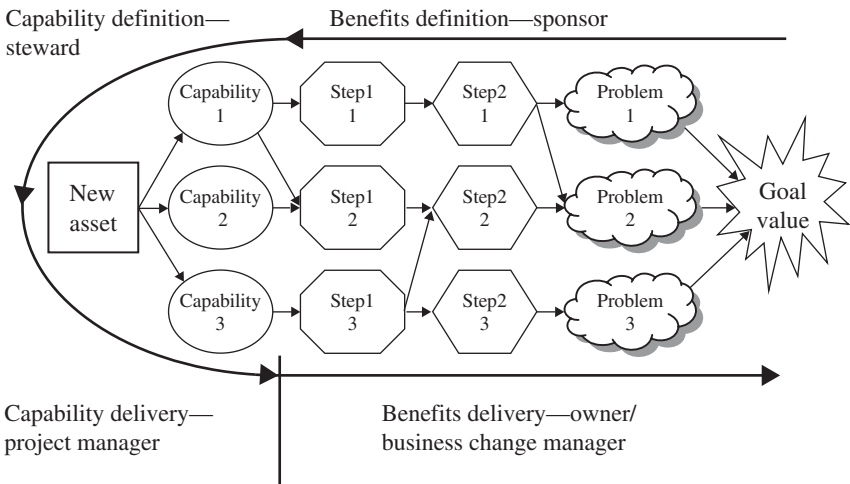 Capability definition—
steward
Benefits definition—sponsor
Capability
1
Step1
1
Step2
1
Problem
1
New
asset
Capability
2
Step1
2
Step2
2
Problem
2
Goal
value
Capability
3
Step1
3
Step2
3
Problem
3
Capability delivery—
project manager
Benefits delivery—owner/
business change manager